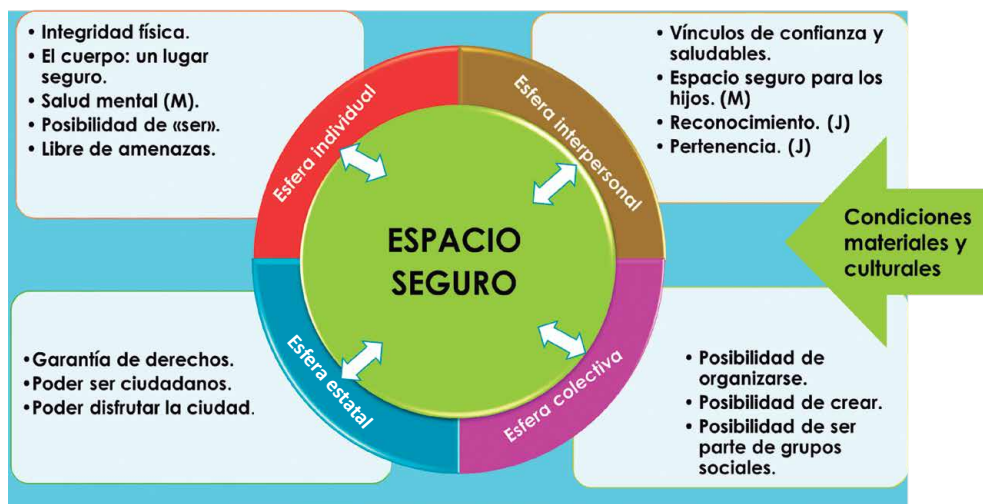 • Integridad física.
• El cuerpo: un lugar
seguro.
• Salud mental (M).
• Posibilidad de «ser».
• Libre de amenazas.
• Vínculos de confianza y
saludables.
• Espacio seguro para los
hijos. (M)
• Reconocimiento. (J)
• Pertenencia. (J)
Esfera individual
Esfera interpersonal
ESPACIO
SEGURO
Condiciones
materiales y
culturales
Esfera estatal
Esfera colectiva
•Garantía de derechos.
•Poder ser ciudadanos.
•Poder disfrutar la ciudad.
• Posibilidad de
organizarse.
• Posibilidad de crear.
• Posibilidad de ser
parte de grupos
sociales.